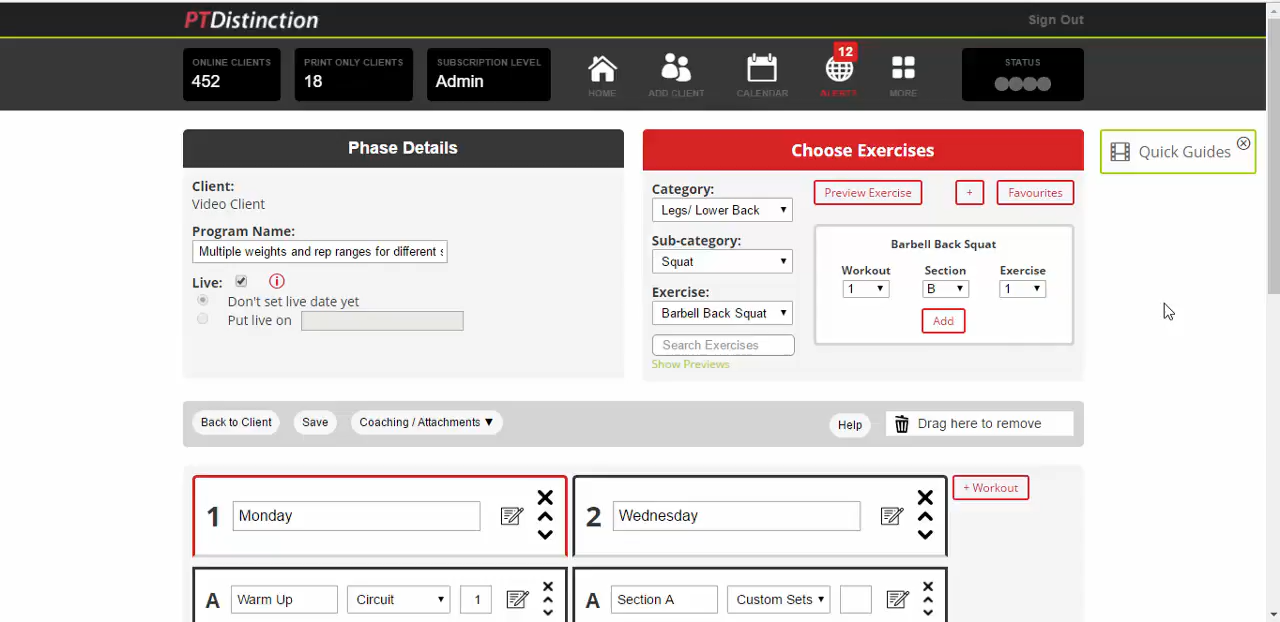 PTDistinction
Sign Out
ONLINE CLIENTS
452
PRINT ONLY CLIENTS
18
SUBSCRIPTION LEVEL
Admin
HOME
ADD CLIENT
CALENDAR
12
ALERTS
MORE
STATUS
Phase Details
Client:
Video Client
Program Name:
Multiple weights and rep ranges for different s
Live:
Don't set live date yet
Put live on
Choose Exercises
Category:
Legs/ Lower Back
Sub-category:
Squat
Exercise:
Barbell Back Squat
Search Exercises
Show Previews
Preview Exercise
+
Favourites
Barbell Back Squat
Workout Section Exercise
1 B 1
Add
Quick Guides
Back to Client
Save
Coaching / Attachments ▼
Help
Drag here to remove
1 Monday
2 Wednesday
+ Workout
A Warm Up Circuit 1
A Section A Custom Sets